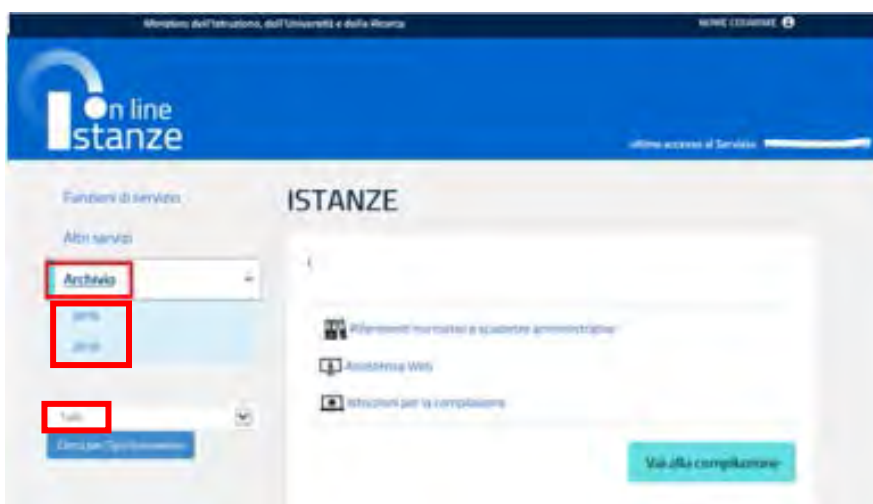 Ministero dell'Istruzione, dell'Università e della Ricerca
NOME COGNOME
On line
Istanze
ultimo accesso al Servizio
Funzioni di servizio
ISTANZE
Altri servizi
Archivio
Riferimenti normativi e scadenze amministrative
Assistenza Web
Istruzioni per la compilazione
Tutti
Vai alla compilazione